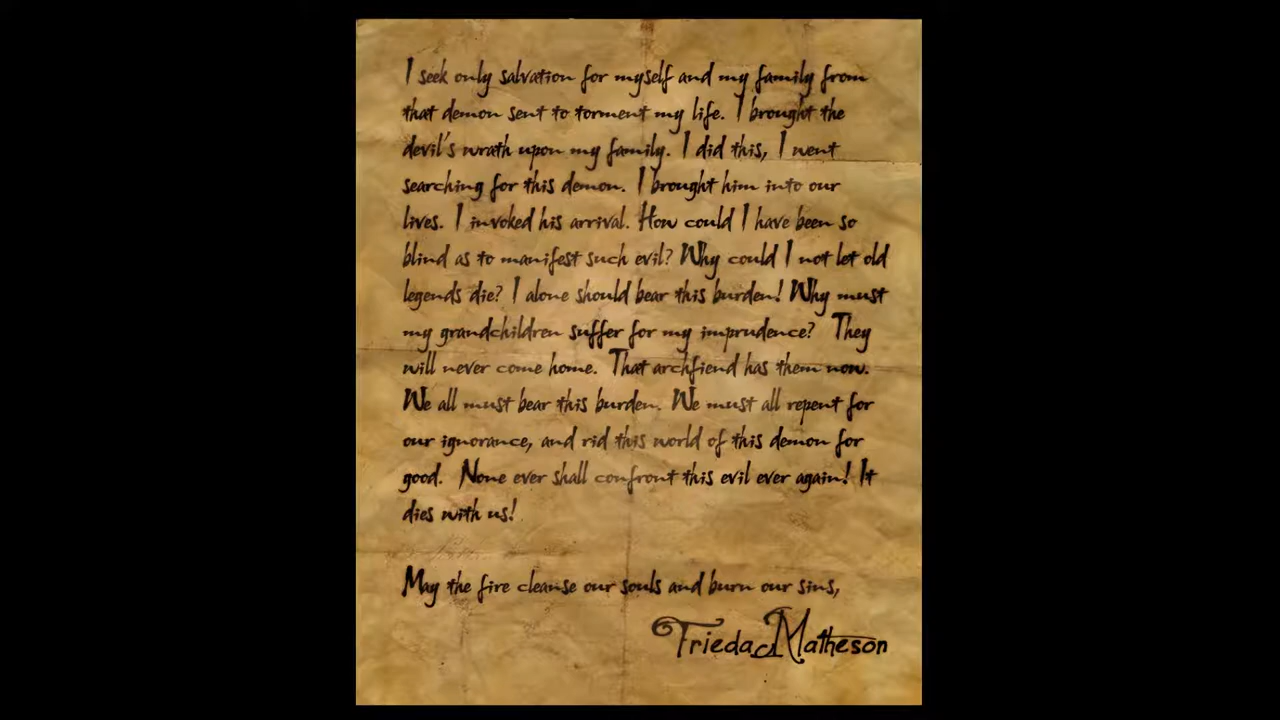 I seek only salvation for myself and my family from
that demon sent to torment my life. I brought the
devil's wrath upon my family. I did this, I went
searching for this demon. I brought him into our
lives. I invoked his arrival. How could I have been so
blind as to manifest such evil? Why could I not let old
legends die? I alone should bear this burden! Why must
my grandchildren suffer for my imprudence? They
will never come home. That archfiend has them now.
We all must bear this burden. We must all repent for
our ignorance, and rid this world of this demon for
good. None ever shall confront this evil ever again! It
dies with us!
May the fire cleanse our souls and burn our sins,
Frieda Matheson